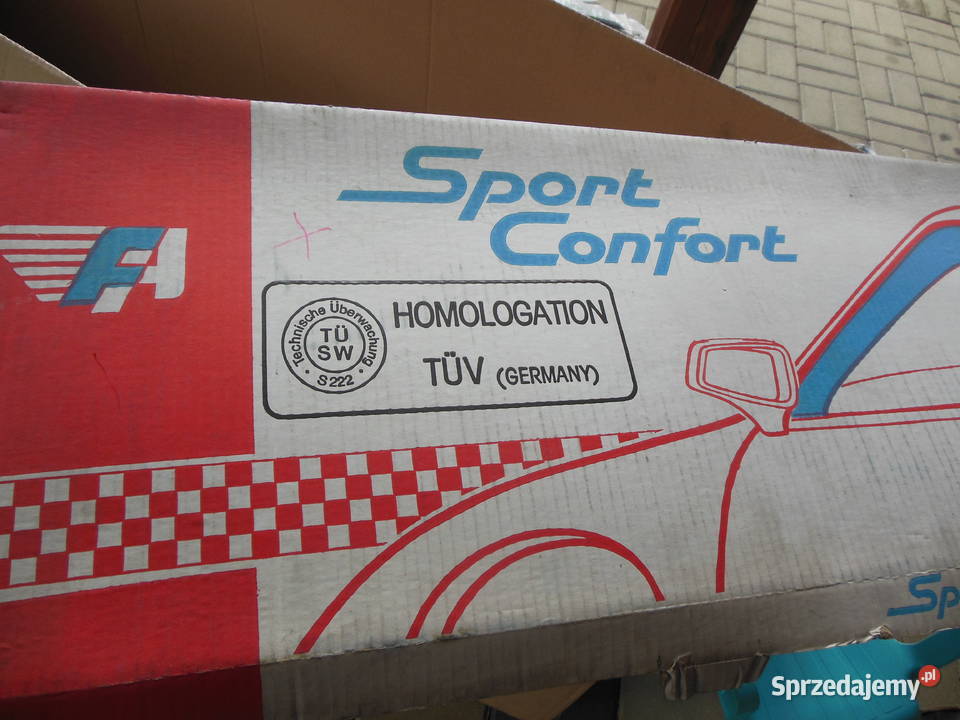 Sport
Confort
FA
Technische Überwachung
TÜ
SW
S 222
HOMOLOGATION
TÜV (GERMANY)
Sp
Sprzedajemy.pl